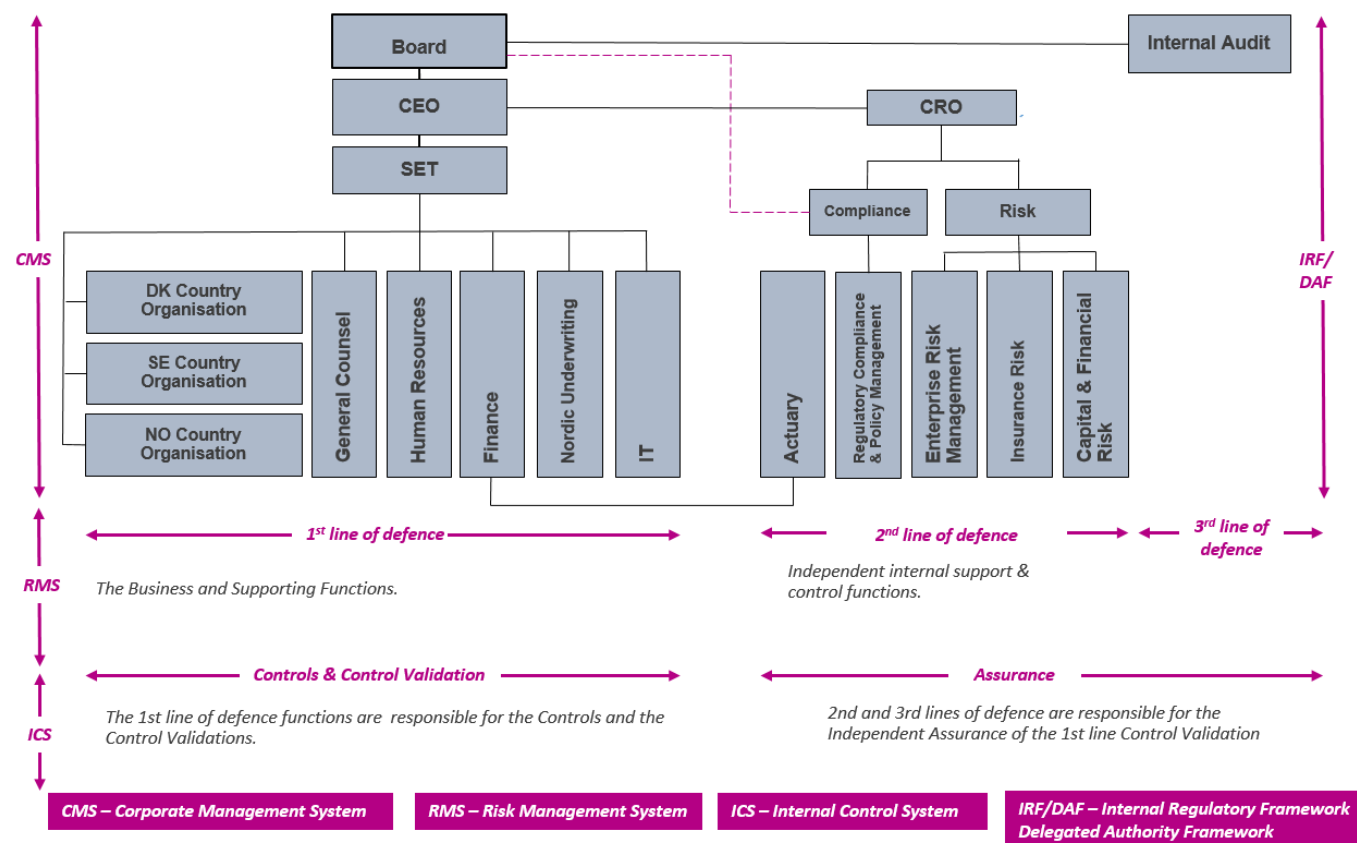 Board
Internal Audit
CEO
CRO
SET
Compliance
Risk
CMS
IRF/
DAF
DK Country
Organisation
SE Country
Organisation
NO Country
Organisation
General Counsel
Human Resources
Finance
Nordic Underwriting
IT
Actuary
Regulatory Compliance
& Policy Management
Enterprise Risk
Management
Insurance Risk
Capital & Financial
Risk
1st line of defence
2nd line of defence
3rd line of
defence
RMS
The Business and Supporting Functions.
Independent internal support &
control functions.
Controls & Control Validation
Assurance
ICS
The 1st line of defence functions are  responsible for the Controls and the
Control Validations.
2nd and 3rd lines of defence are responsible for the
Independent Assurance of the 1st line Control Validation
CMS – Corporate Management System
RMS – Risk Management System
ICS – Internal Control System
IRF/DAF – Internal Regulatory Framework
Delegated Authority Framework